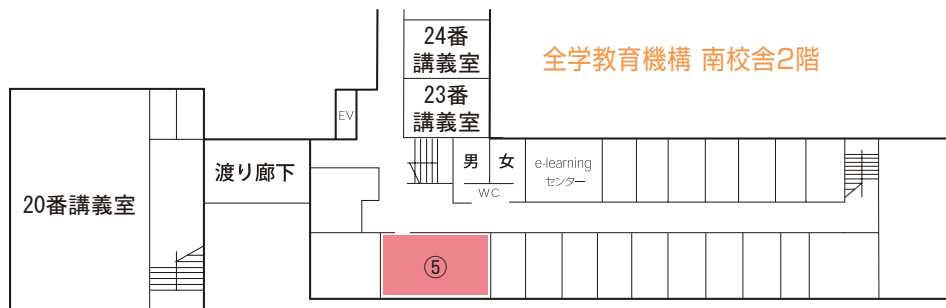 24番
講義室
全学教育機構 南校舎2階
23番
講義室
EV
渡り廊下
男
女
e-learning
センター
WC
20番講義室
⑤